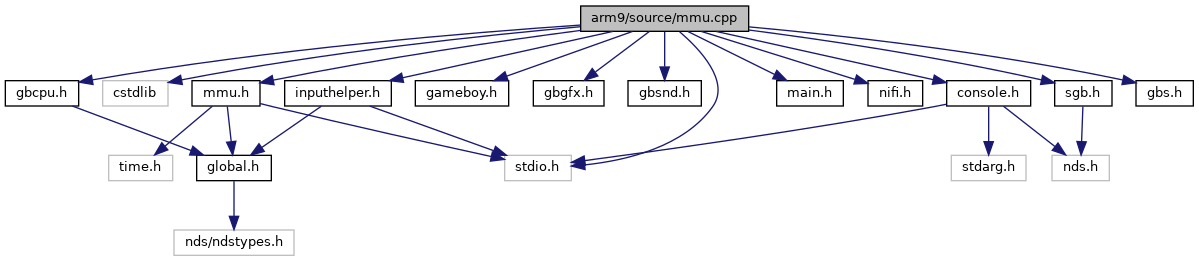 arm9/source/mmu.cpp
gbcpu.h
cstdlib
mmu.h
inputhelper.h
gameboy.h
gbgfx.h
gbsnd.h
main.h
nifi.h
console.h
sgb.h
gbs.h
time.h
global.h
stdio.h
stdarg.h
nds.h
nds/ndstypes.h